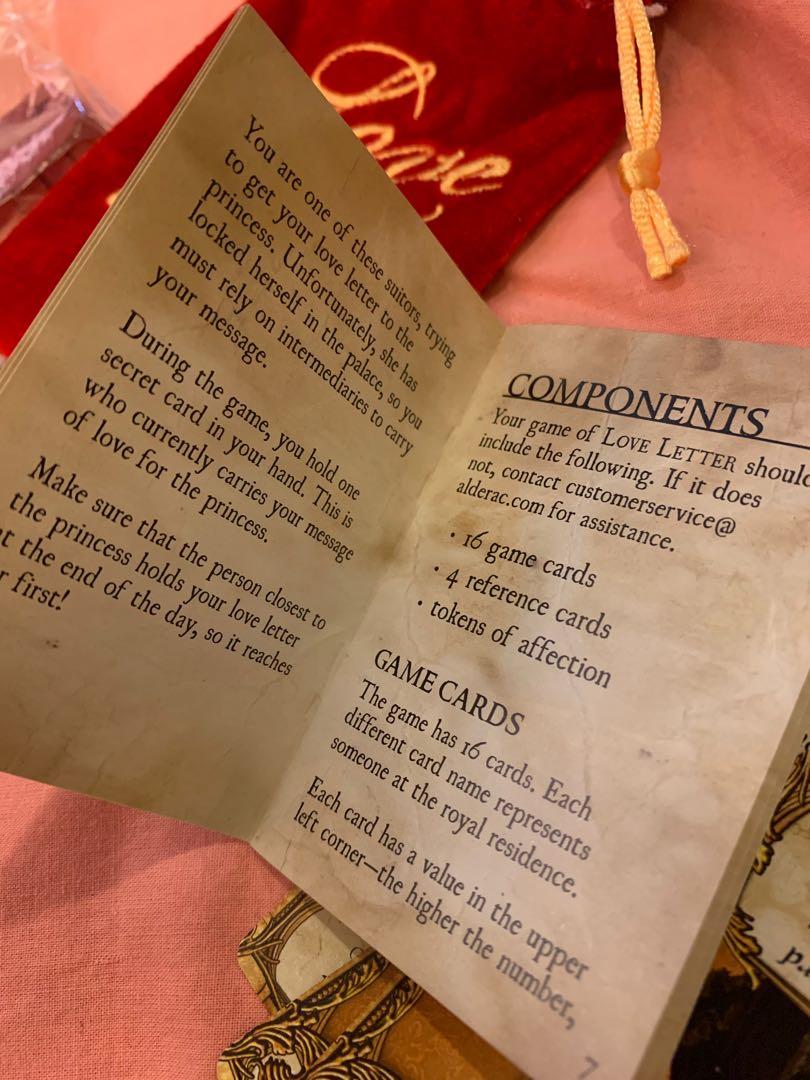 Love
You are one of these suitors, trying
to get your love letter to the
princess. Unfortunately, she has
locked herself in the palace, so you
must rely on intermediaries to carry
your message.
During the game, you hold one
secret card in your hand. This is
who currently carries your message
of love for the princess.
Make sure that the person closest to
the princess holds your love letter
at the end of the day, so it reaches
first!
COMPONENTS
Your game of LOVE LETTER should
include the following. If it does
not, contact customerservice@
alderac.com for assistance.
• 16 game cards
• 4 reference cards
• tokens of affection
GAME CARDS
The game has 16 cards. Each
different card name represents
someone at the royal residence.
Each card has a value in the upper
left corner—the higher the number,
7